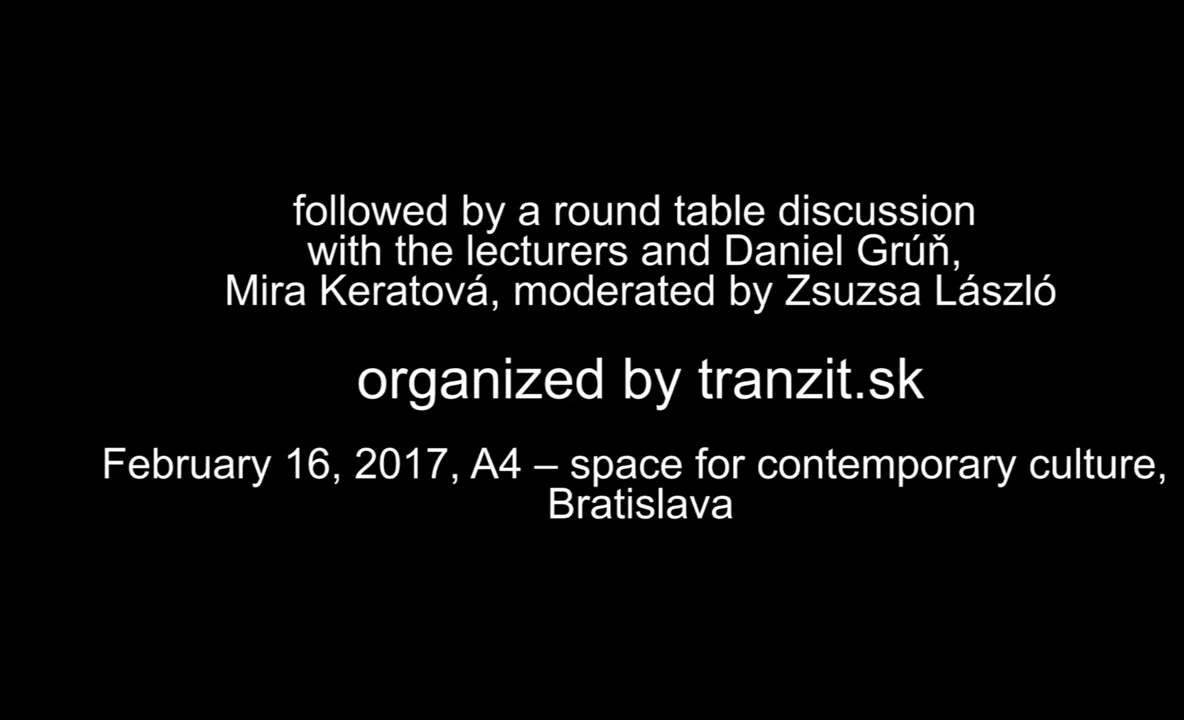 followed by a round table discussion
with the lecturers and Daniel Grúň,
Mira Keratová, moderated by Zsuzsa László
organized by tranzit.sk
February 16, 2017, A4 – space for contemporary culture,
Bratislava